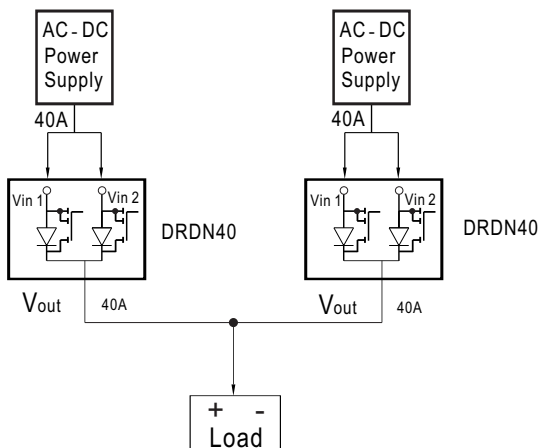 AC - DC
Power
Supply
AC - DC
Power
Supply
40A
40A
Vin 1
Vin 2
DRDN40
Vin 1
Vin 2
DRDN40
Vout
40A
Vout
40A
+ -
Load